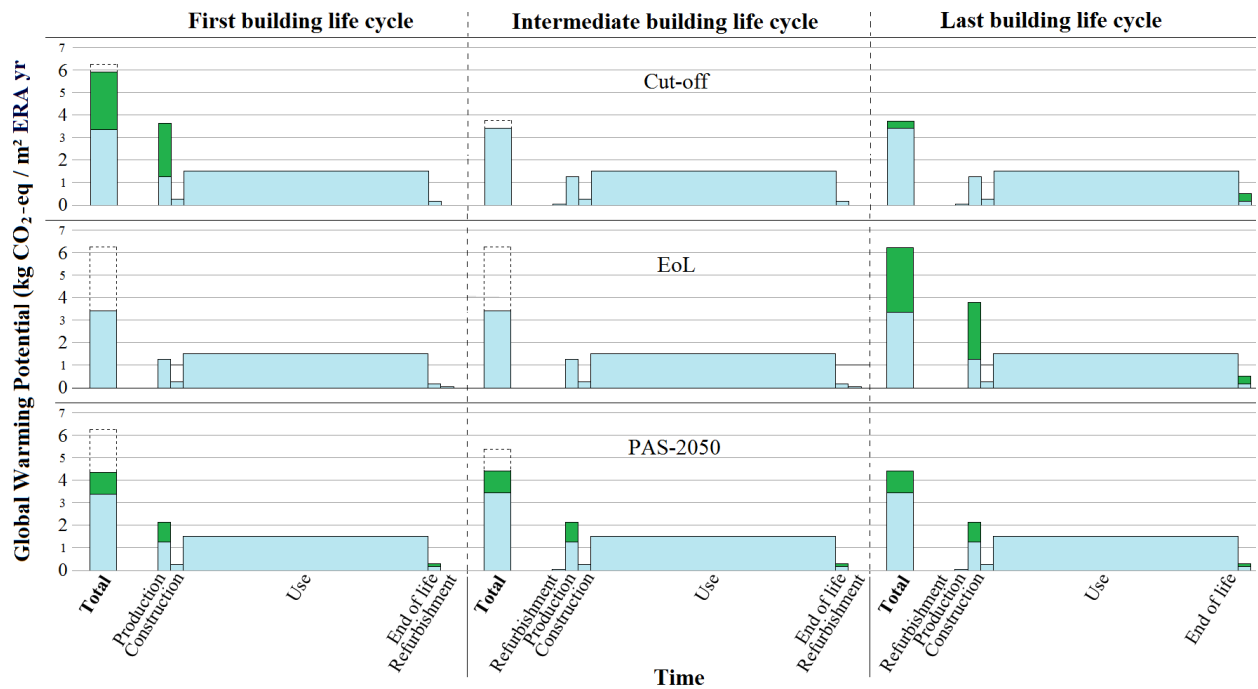 First building life cycle
Intermediate building life cycle
Last building life cycle
Global Warming Potential (kg CO₂-eq / m² ERA yr
7
6
5
4
3
2
1
0
Cut-off
7
6
5
4
3
2
1
0
EoL
7
6
5
4
3
2
1
0
PAS-2050
Total
Production
Construction
Use
End of life
Refurbishment
Total
Refurbishment
Production
Construction
Use
End of life
Refurbishment
Total
Refurbishment
Production
Construction
Use
End of life
Time